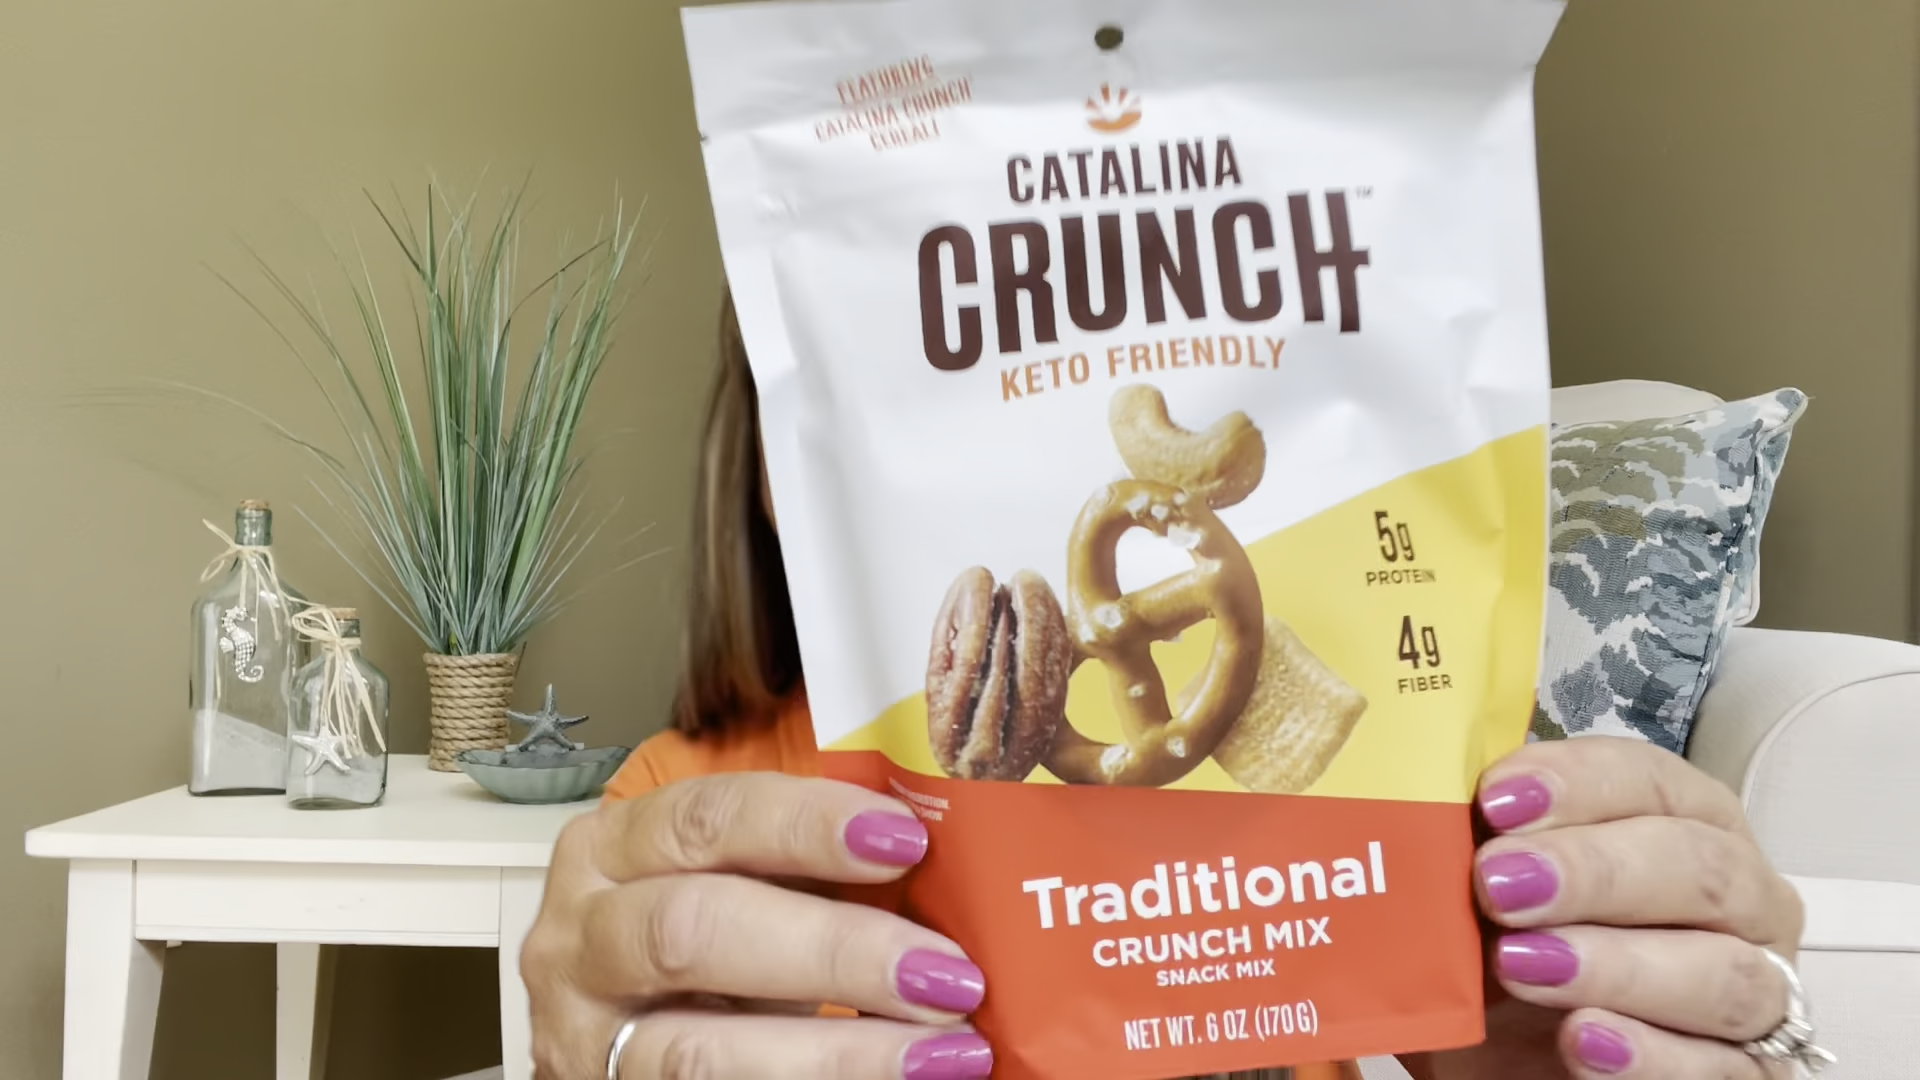 FEATURING
CATALINA CRUNCH
CEREAL!
CATALINA
CRUNCH™
KETO FRIENDLY
5g
PROTEIN
4g
FIBER
Traditional
CRUNCH MIX
SNACK MIX
NET WT. 6 OZ (170G)